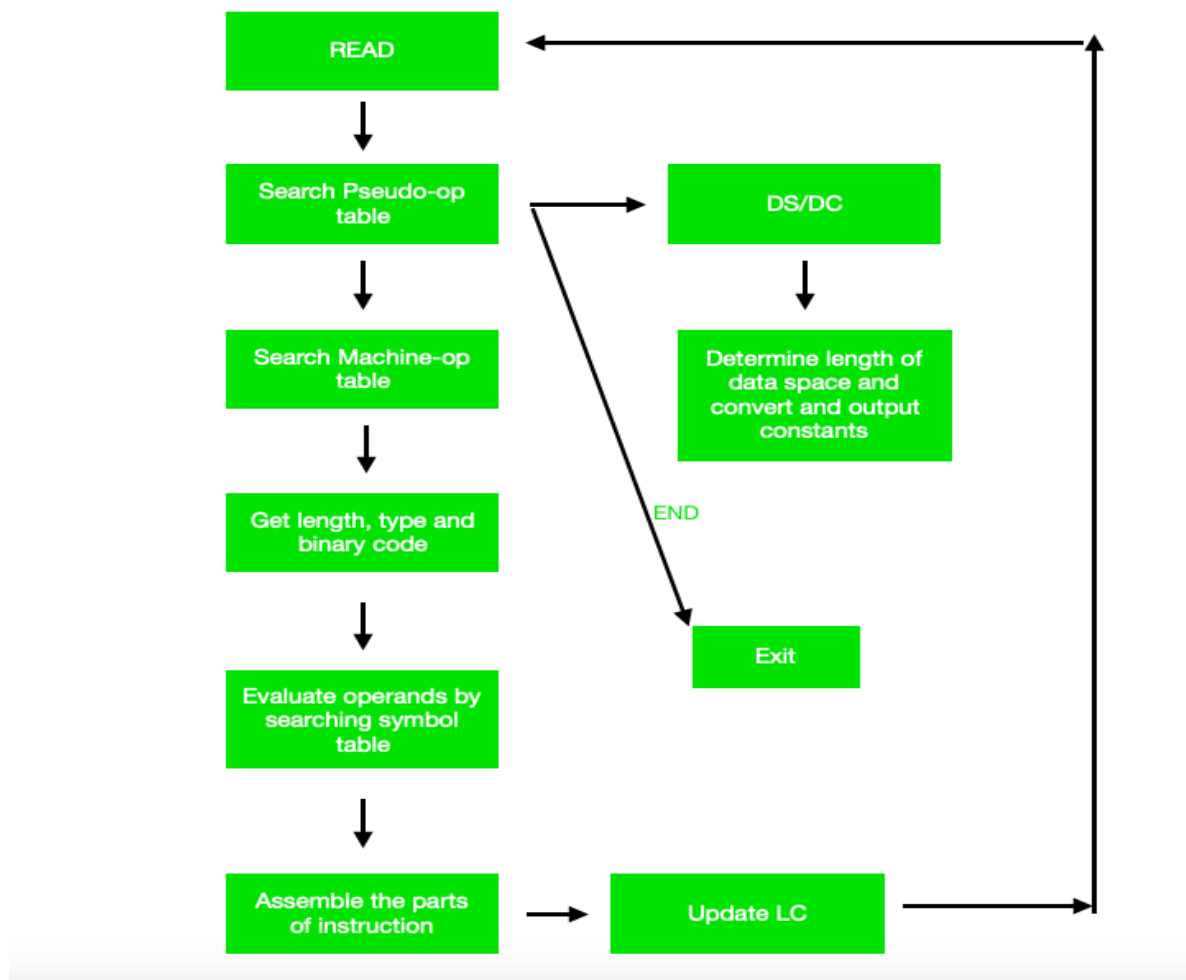 READ
Search Pseudo-op
table
DS/DC
Search Machine-op
table
Determine length of
data space and
convert and output
constants
Get length, type and
binary code
END
Exit
Evaluate operands by
searching symbol
table
Assemble the parts
of instruction
Update LC